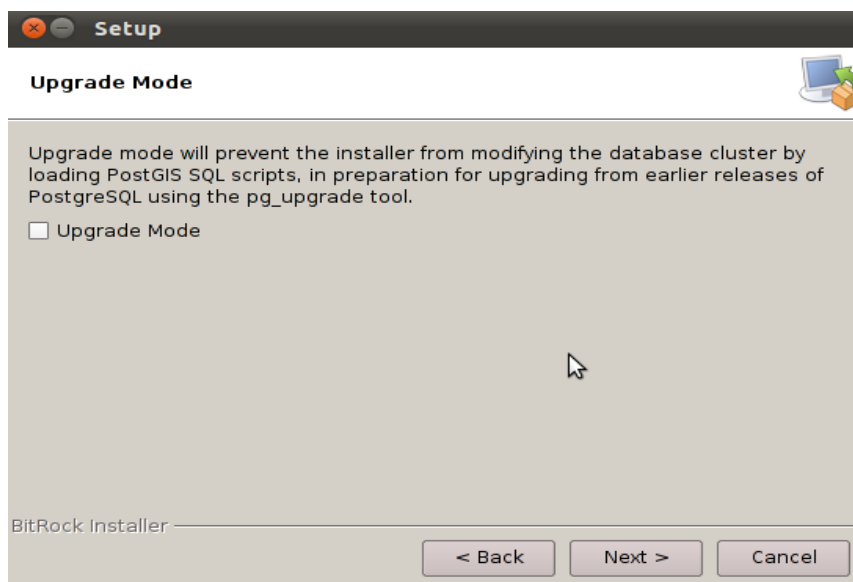 Setup
Upgrade Mode
Upgrade mode will prevent the installer from modifying the database cluster by
loading PostGIS SQL scripts, in preparation for upgrading from earlier releases of
PostgreSQL using the pg_upgrade tool.
Upgrade Mode
BitRock Installer
< Back
Next >
Cancel